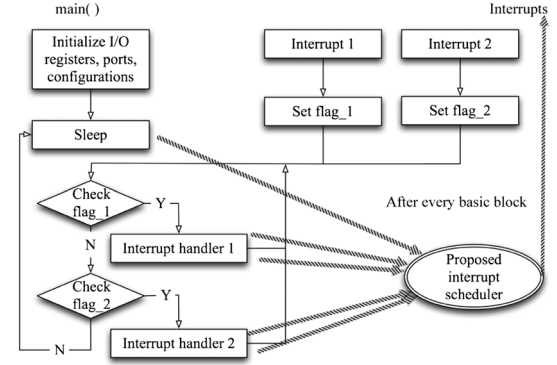 main( )
Interrupts
Initialize I/O
registers, ports,
configurations
Interrupt 1
Interrupt 2
Set flag_1
Set flag_2
Sleep
Check
flag_1
Y
After every basic block
N
Interrupt handler 1
Proposed
interrupt
scheduler
Check
flag_2
Y
N
Interrupt handler 2